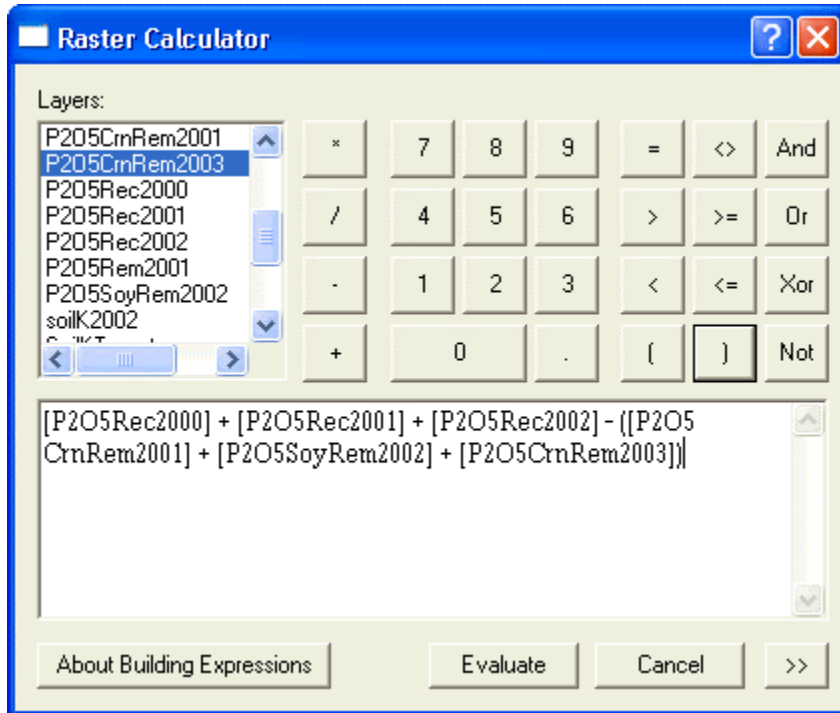 Raster Calculator
Layers:
P2O5CrnRem2001
P2O5CrnRem2003
P2O5Rec2000
P2O5Rec2001
P2O5Rec2002
P2O5Rem2001
P2O5SoyRem2002
soilK2002
* 7 8 9 = <> And
/ 4 5 6 > >= Or
- 1 2 3 < <= Xor
+ 0 . ( ) Not
[P2O5Rec2000] + [P2O5Rec2001] + [P2O5Rec2002] - ([P2O5
CrnRem2001] + [P2O5SoyRem2002] + [P2O5CrnRem2003])
About Building Expressions Evaluate Cancel >>